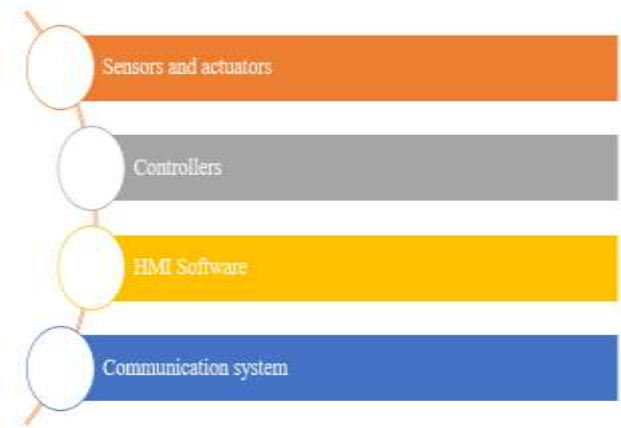 Sensors and actuators
Controllers
HMI Software
Communication system